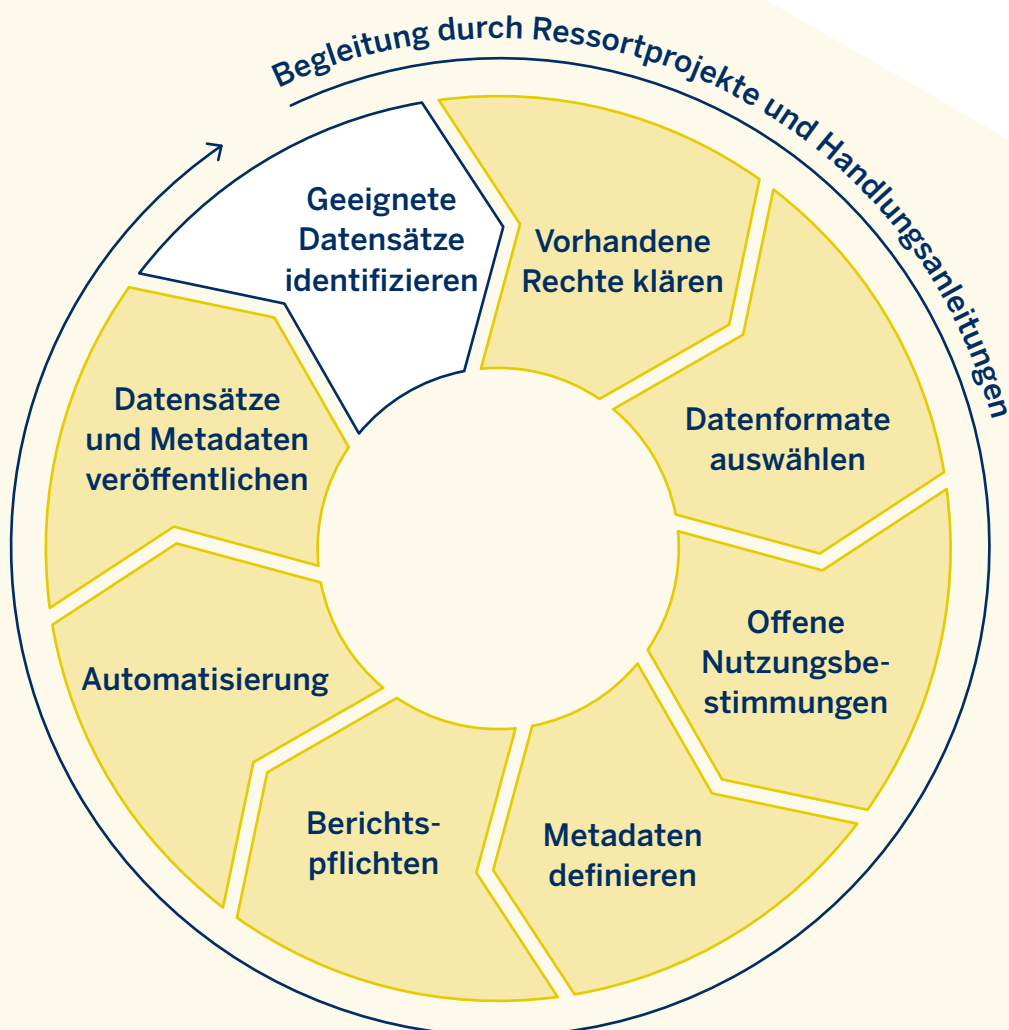 Begleitung durch Ressortprojekte und Handlungsanleitungen
Geeignete
Datensätze
identifizieren
Vorhandene
Rechte klären
Datenformate
auswählen
Offene
Nutzungsbe-
stimmungen
Metadaten
definieren
Berichts-
pflichten
Automatisierung
Datensätze
und Metadaten
veröffentlichen